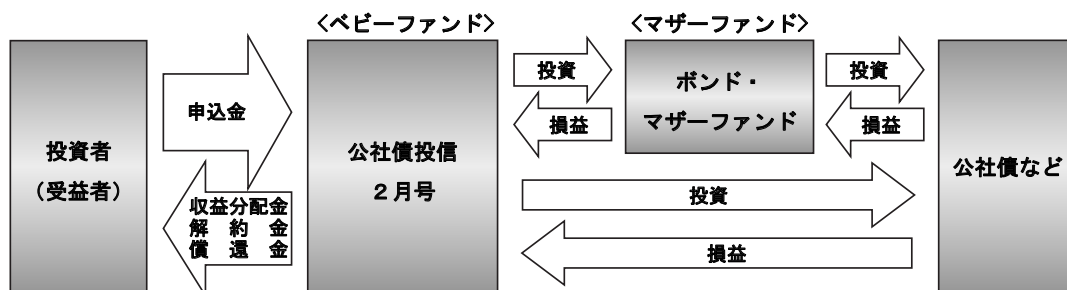 <ベビーファンド>
<マザーファンド>
投資者
(受益者)
申込金
収益分配金
解約金
償還金
公社債投信
2月号
投資
損益
ボンド・
マザーファンド
投資
損益
投資
損益
公社債など